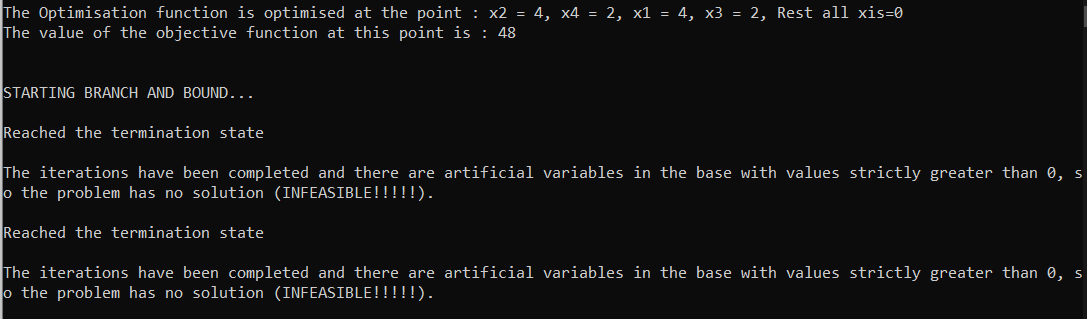 The Optimisation function is optimised at the point : x2 = 4, x4 = 2, x1 = 4, x3 = 2, Rest all xis=0
The value of the objective function at this point is : 48
STARTING BRANCH AND BOUND...
Reached the termination state
The iterations have been completed and there are artificial variables in the base with values strictly greater than 0, s
o the problem has no solution (INFEASIBLE!!!!!).
Reached the termination state
The iterations have been completed and there are artificial variables in the base with values strictly greater than 0, s
o the problem has no solution (INFEASIBLE!!!!!).